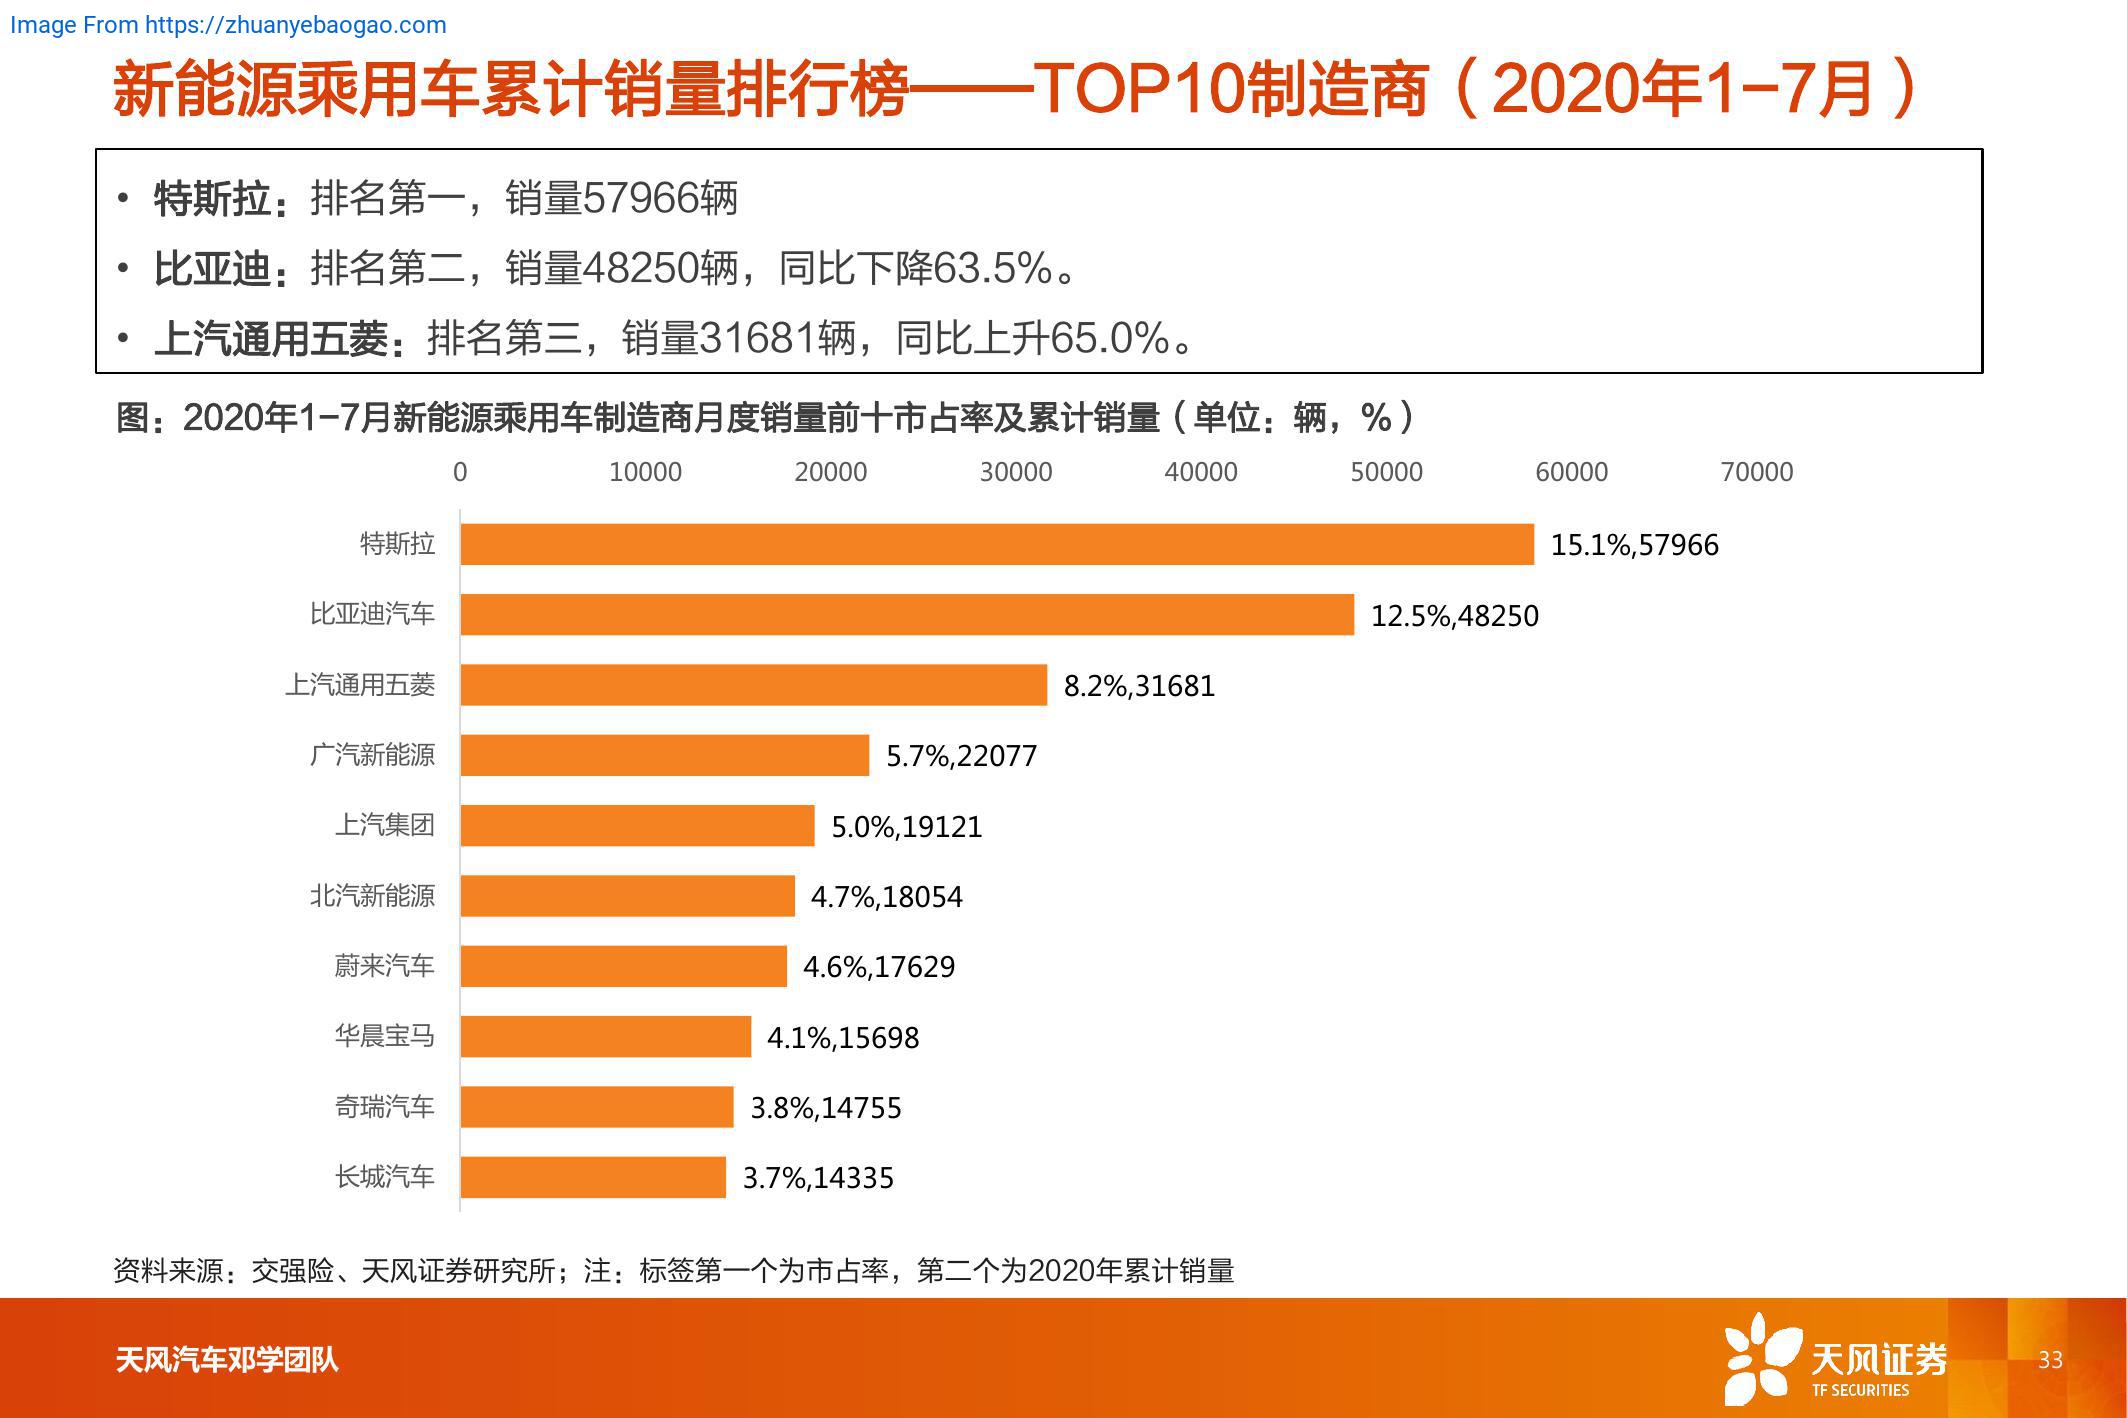 Image From https://zhuanyebaogao.com
新能源乘用车累计销量排行榜——TOP10制造商（2020年1-7月）
• 特斯拉：排名第一，销量57966辆
• 比亚迪：排名第二，销量48250辆，同比下降63.5%。
• 上汽通用五菱：排名第三，销量31681辆，同比上升65.0%。
图：2020年1-7月新能源乘用车制造商月度销量前十市占率及累计销量（单位：辆，%）
0 10000 20000 30000 40000 50000 60000 70000
特斯拉 15.1%,57966
比亚迪汽车 12.5%,48250
上汽通用五菱 8.2%,31681
广汽新能源 5.7%,22077
上汽集团 5.0%,19121
北汽新能源 4.7%,18054
蔚来汽车 4.6%,17629
华晨宝马 4.1%,15698
奇瑞汽车 3.8%,14755
长城汽车 3.7%,14335
资料来源：交强险、天风证券研究所；注：标签第一个为市占率，第二个为2020年累计销量
天风汽车邓学团队
天风证券
TF SECURITIES
33